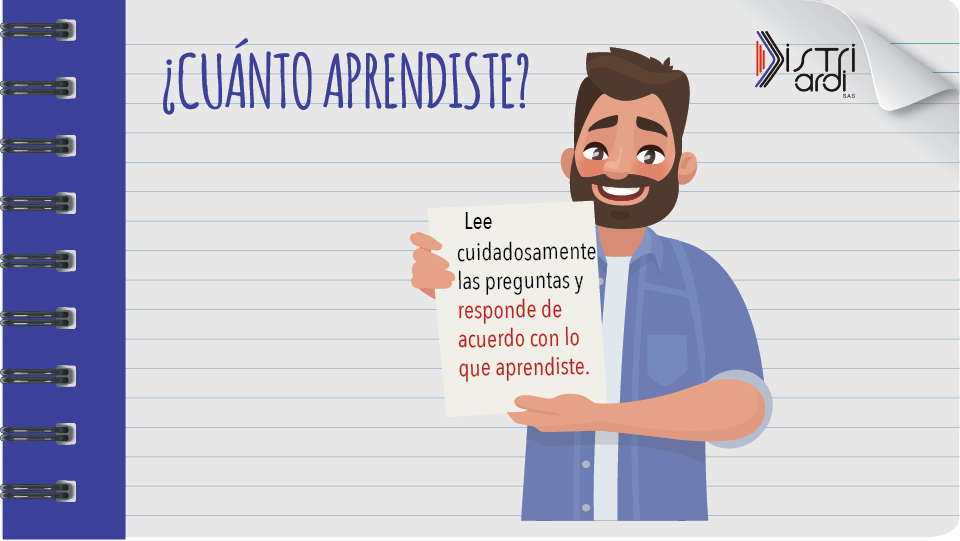 ¿CUÁNTO APRENDISTE?
DISTRI
ardi
S.A.S
Lee
cuidadosamente
las preguntas y
responde de
acuerdo con lo
que aprendiste.